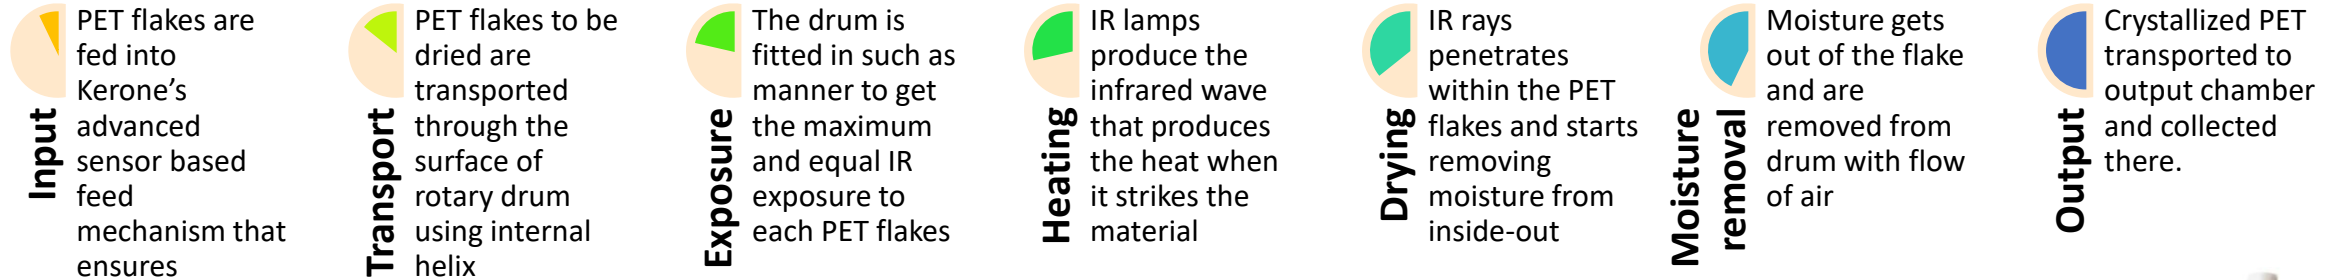 Input
PET flakes are
fed into
Kerone’s
advanced
sensor based
feed
mechanism that
ensures
Transport
PET flakes to be
dried are
transported
through the
surface of
rotary drum
using internal
helix
Exposure
The drum is
fitted in such as
manner to get
the maximum
and equal IR
exposure to
each PET flakes
Heating
IR lamps
produce the
infrared wave
that produces
the heat when
it strikes the
material
Drying
IR rays
penetrates
within the PET
flakes and starts
removing
moisture from
inside-out
Moisture
removal
Moisture gets
out of the flake
and are
removed from
drum with flow
of air
Output
Crystallized PET
transported to
output chamber
and collected
there.